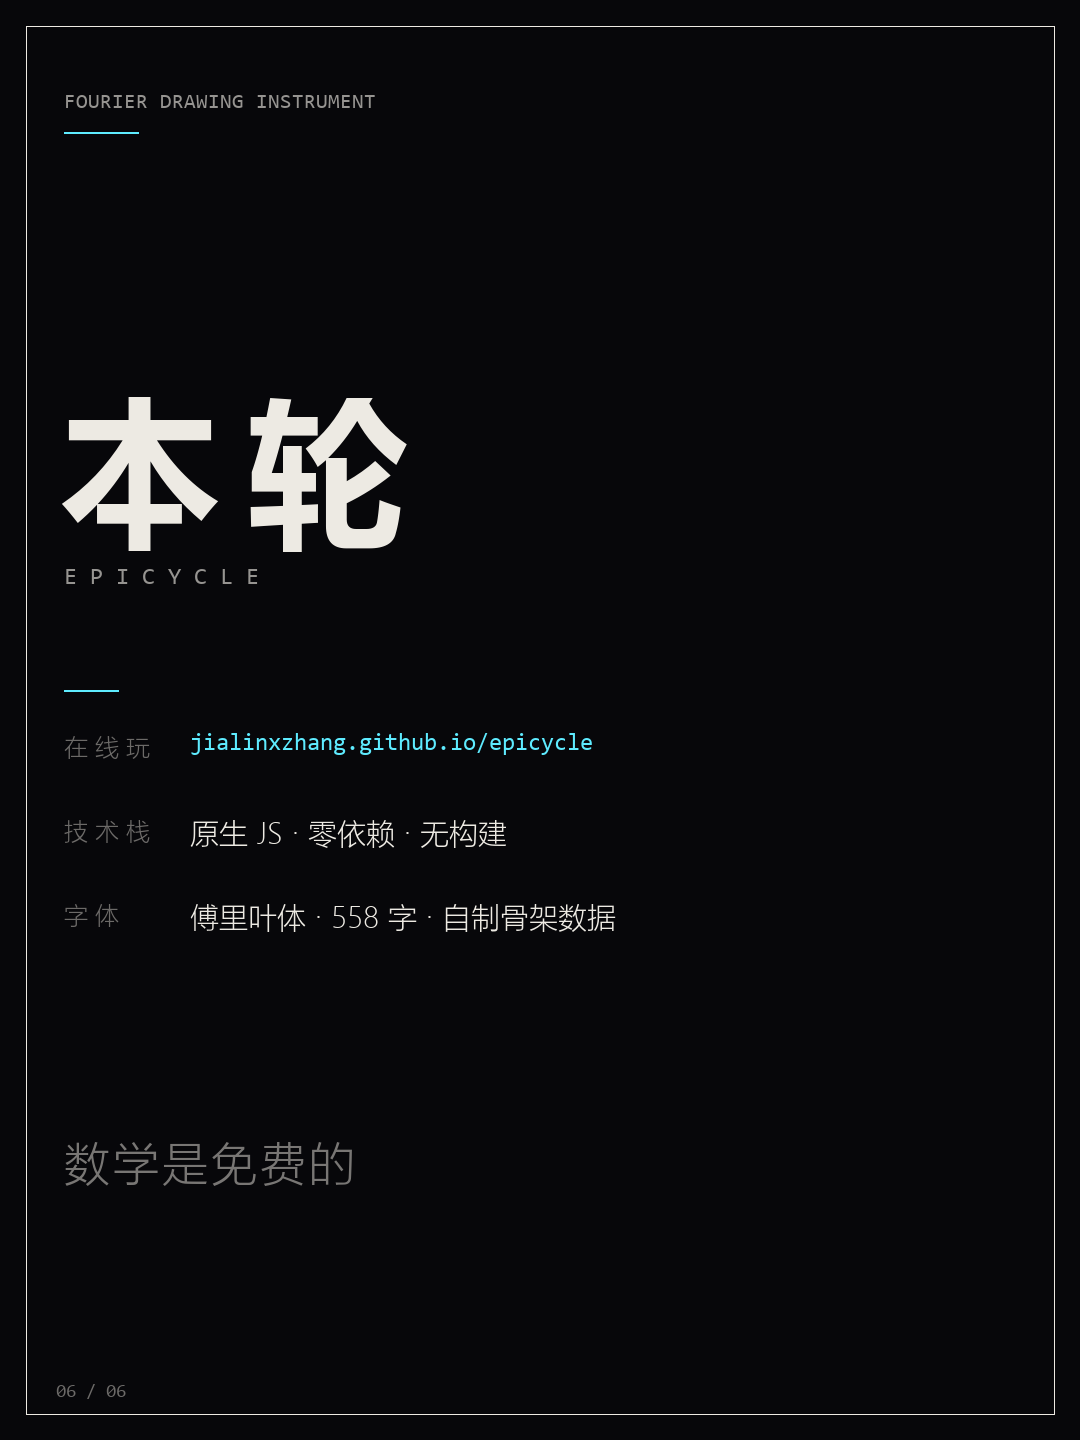 FOURIER DRAWING INSTRUMENT
本轮
EPICYCLE
在线玩 jialinxzhang.github.io/epicycle
技术栈 原生 JS · 零依赖 · 无构建
字体 傅里叶体 · 558 字 · 自制骨架数据
数学是免费的
06 / 06